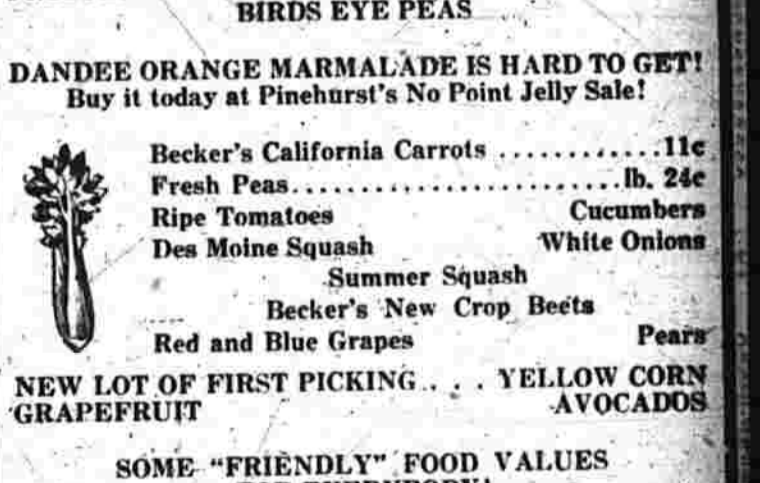 BIRDS EYE PEAS
DANDEE ORANGE MARMALADE IS HARD TO GET!
Buy it today at Pinehurst's No Point Jelly Sale!
Becker's California Carrots ............11c
Fresh Peas........................lb. 24c
Ripe Tomatoes Cucumbers
Des Moine Squash White Onions
Summer Squash
Becker's New Crop Beets
Red and Blue Grapes Pears
NEW LOT OF FIRST PICKING . . . . YELLOW CORN
GRAPEFRUIT AVOCADOS
SOME "FRIENDLY" FOOD VALUES